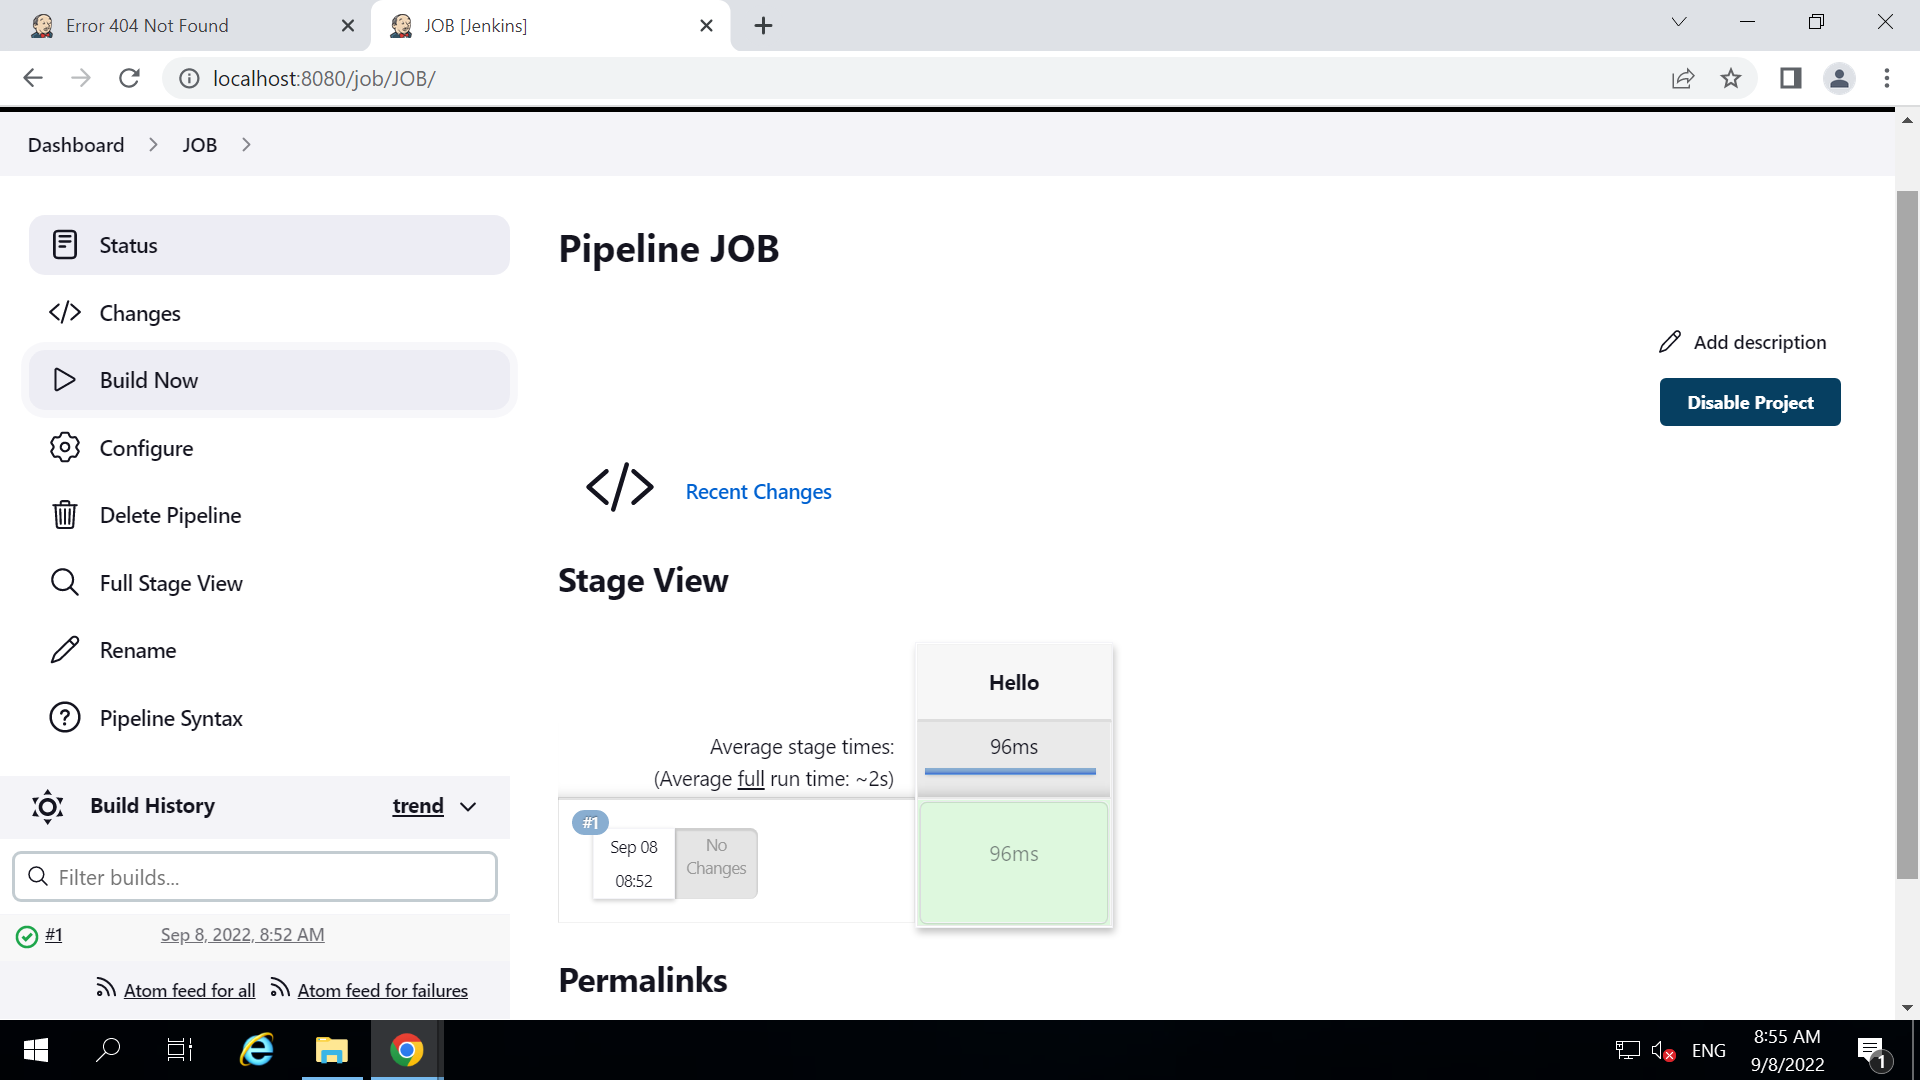 Error 404 Not Found
JOB [Jenkins]
localhost:8080/job/JOB/
Dashboard
JOB
Status
Changes
Build Now
Configure
Delete Pipeline
Full Stage View
Rename
Pipeline Syntax
Build History
trend
Filter builds...
#1
Sep 8, 2022, 8:52 AM
Atom feed for all
Atom feed for failures
Pipeline JOB
Add description
Disable Project
Recent Changes
Stage View
Hello
Average stage times:
96ms
(Average full run time: ~2s)
#1
Sep 08
08:52
No
Changes
96ms
Permalinks
ENG
8:55 AM
9/8/2022
1